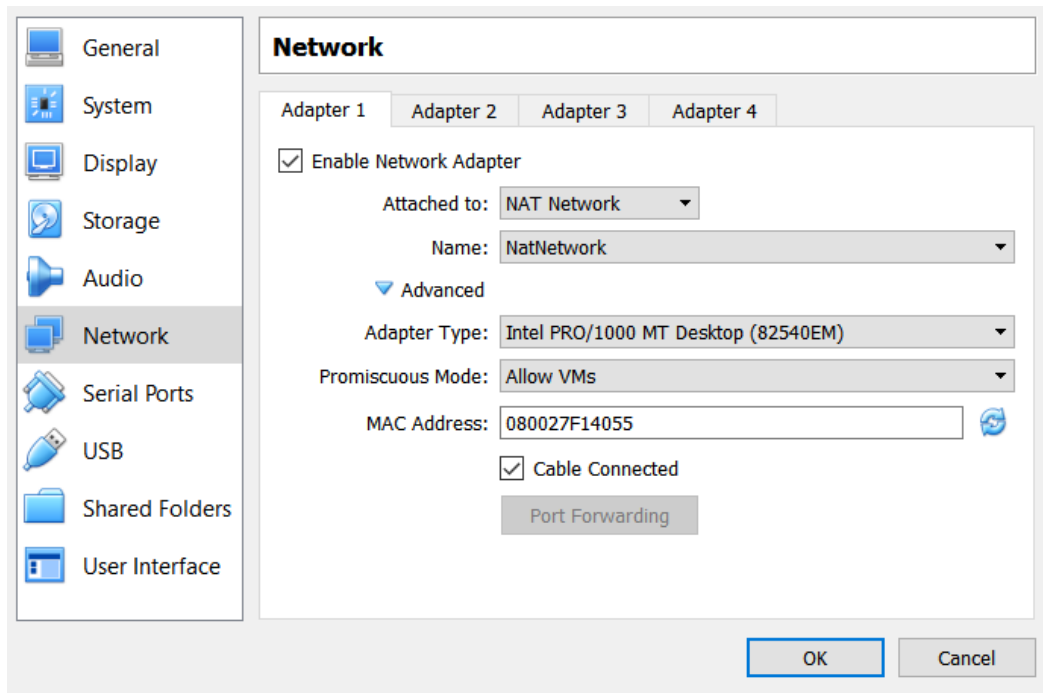 General
System
Display
Storage
Audio
Network
Serial Ports
USB
Shared Folders
User Interface
Network
Adapter 1 Adapter 2 Adapter 3 Adapter 4
Enable Network Adapter
Attached to: NAT Network
Name: NatNetwork
Advanced
Adapter Type: Intel PRO/1000 MT Desktop (82540EM)
Promiscuous Mode: Allow VMs
MAC Address: 080027F14055
Cable Connected
Port Forwarding
OK Cancel